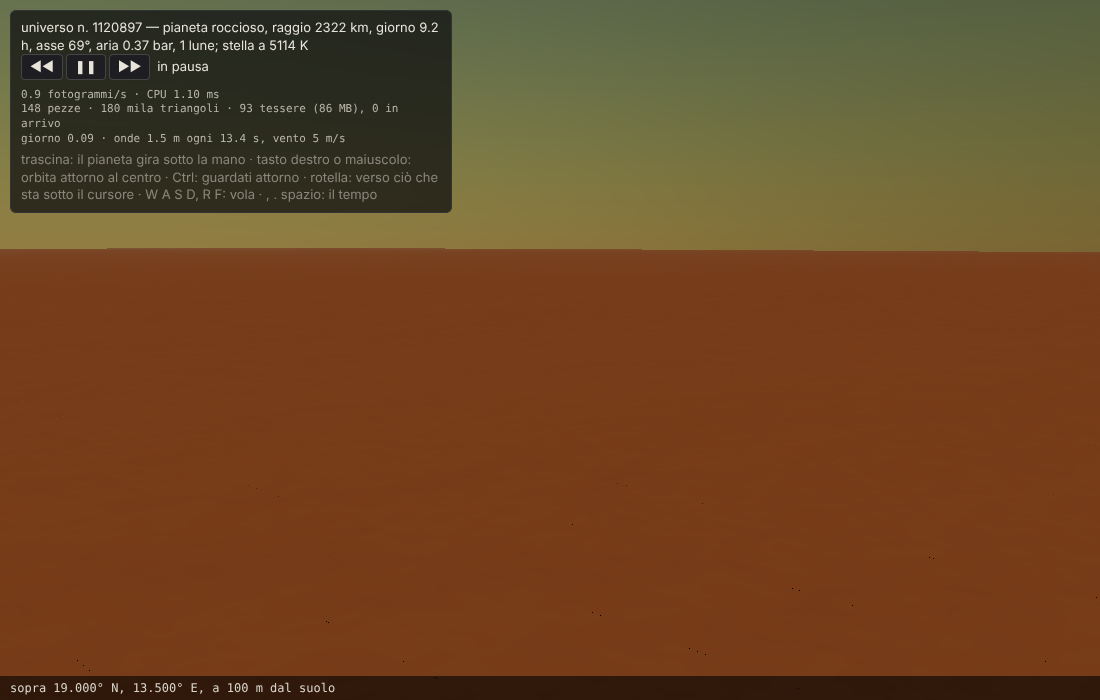 universo n. 1120897 — pianeta roccioso, raggio 2322 km, giorno 9.2
h, asse 69°, aria 0.37 bar, 1 lune; stella a 5114 K
in pausa
0.9 fotogrammi/s · CPU 1.10 ms
148 pezze · 180 mila triangoli · 93 tessere (86 MB), 0 in
arrivo
giorno 0.09 · onde 1.5 m ogni 13.4 s, vento 5 m/s
trascina: il pianeta gira sotto la mano · tasto destro o maiuscolo:
orbita attorno al centro · Ctrl: guardati attorno · rotella: verso ciò che
sta sotto il cursore · W A S D, R F: vola · , . spazio: il tempo
sopra 19.000° N, 13.500° E, a 100 m dal suolo